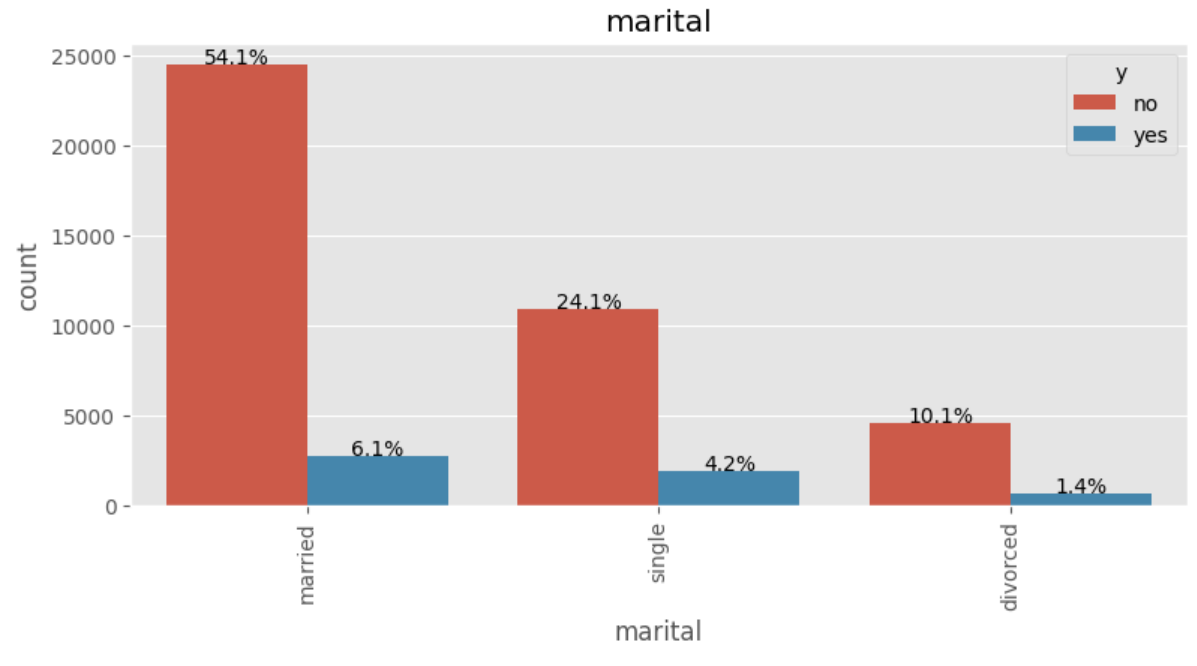 marital
25000
20000
15000
10000
5000
0
count
54.1%
6.1%
24.1%
4.2%
10.1%
1.4%
y
no
yes
married
single
divorced
marital